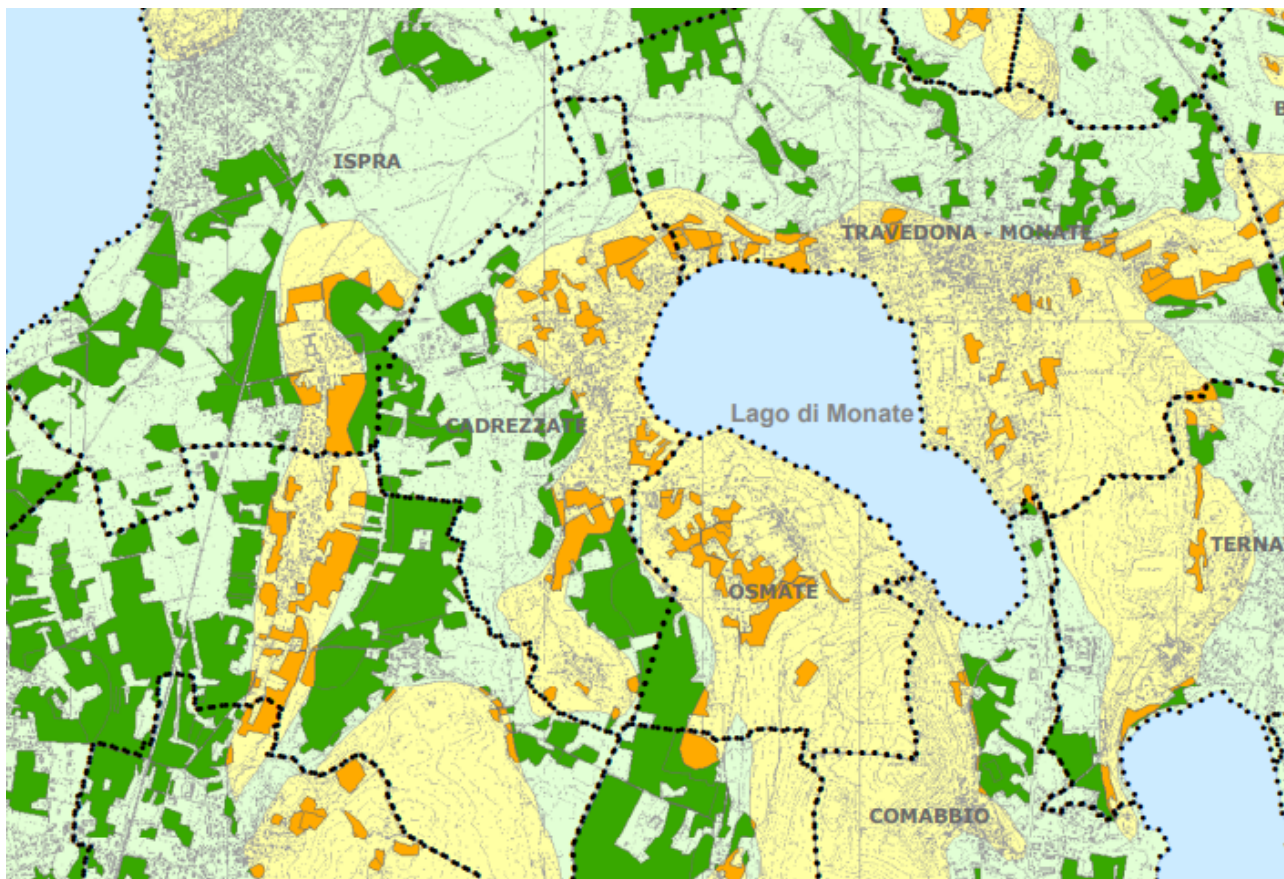 ISPRA
TRAVEDONA - MONATE
Lago di Monate
CADREZZATE
TERNA
OSMATE
COMABBIO